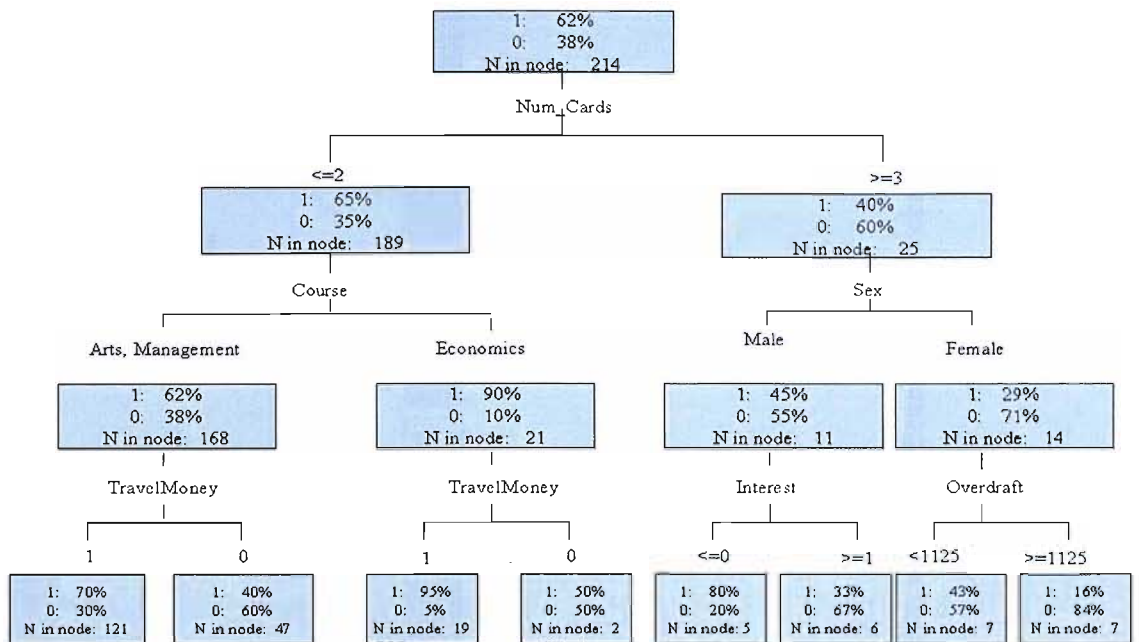 1: 62%
0: 38%
N in node: 214
Num_Cards
<=2
>=3
1: 65%
0: 35%
N in node: 189
1: 40%
0: 60%
N in node: 25
Course
Sex
Arts, Management
Economics
Male
Female
1: 62%
0: 38%
N in node: 168
1: 90%
0: 10%
N in node: 21
1: 45%
0: 55%
N in node: 11
1: 29%
0: 71%
N in node: 14
TravelMoney
TravelMoney
Interest
Overdraft
1
0
1
0
<=0
>=1
<1125
>=1125
1: 70%
0: 30%
N in node: 121
1: 40%
0: 60%
N in node: 47
1: 95%
0: 5%
N in node: 19
1: 50%
0: 50%
N in node: 2
1: 80%
0: 20%
N in node: 5
1: 33%
0: 67%
N in node: 6
1: 43%
0: 57%
N in node: 7
1: 16%
0: 84%
N in node: 7